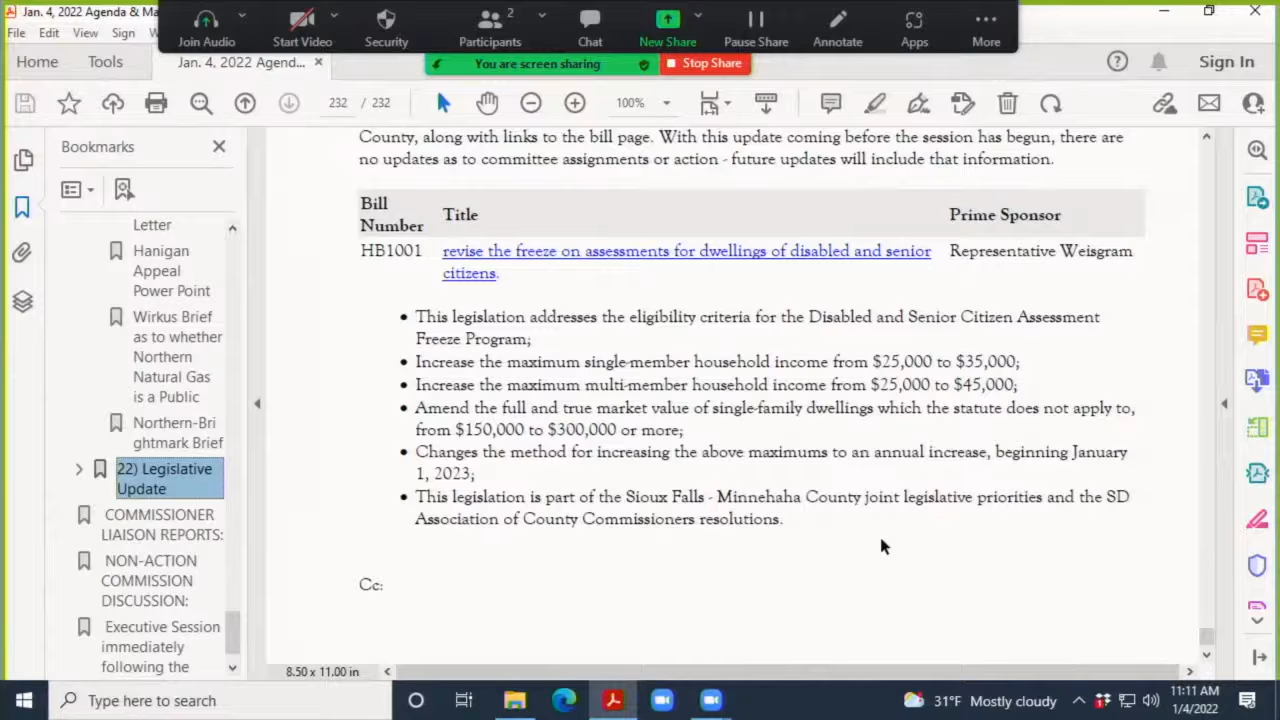 Jan. 4, 2022 Agenda & Ma
File Edit View Sign W
Join Audio
Start Video
Security
2
Participants
Chat
New Share
Pause Share
Annotate
Apps
More
You are screen sharing
Stop Share
Home
Tools
Jan. 4, 2022 Agend...
Sign In
232 / 232
100%
Bookmarks
Letter
Hanigan
Appeal
Power Point
Wirkus Brief
as to whether
Northern
Natural Gas
is a Public
Northern-Bri
ghtmark Brief
22) Legislative
Update
COMMISSIONER
LIAISON REPORTS:
NON-ACTION
COMMISSION
DISCUSSION:
Executive Session
immediately
following the
County, along with links to the bill page. With this update coming before the session has begun, there are
no updates as to committee assignments or action - future updates will include that information.
Bill
Number
Title
Prime Sponsor
HB1001 revise the freeze on assessments for dwellings of disabled and senior Representative Weisgram
citizens.
• This legislation addresses the eligibility criteria for the Disabled and Senior Citizen Assessment
Freeze Program;
• Increase the maximum single-member household income from $25,000 to $35,000;
• Increase the maximum multi-member household income from $25,000 to $45,000;
• Amend the full and true market value of single-family dwellings which the statute does not apply to,
from $150,000 to $300,000 or more;
• Changes the method for increasing the above maximums to an annual increase, beginning January
1, 2023;
• This legislation is part of the Sioux Falls - Minnehaha County joint legislative priorities and the SD
Association of County Commissioners resolutions.
Cc:
8.50 x 11.00 in
Type here to search
31°F Mostly cloudy
11:11 AM
1/4/2022